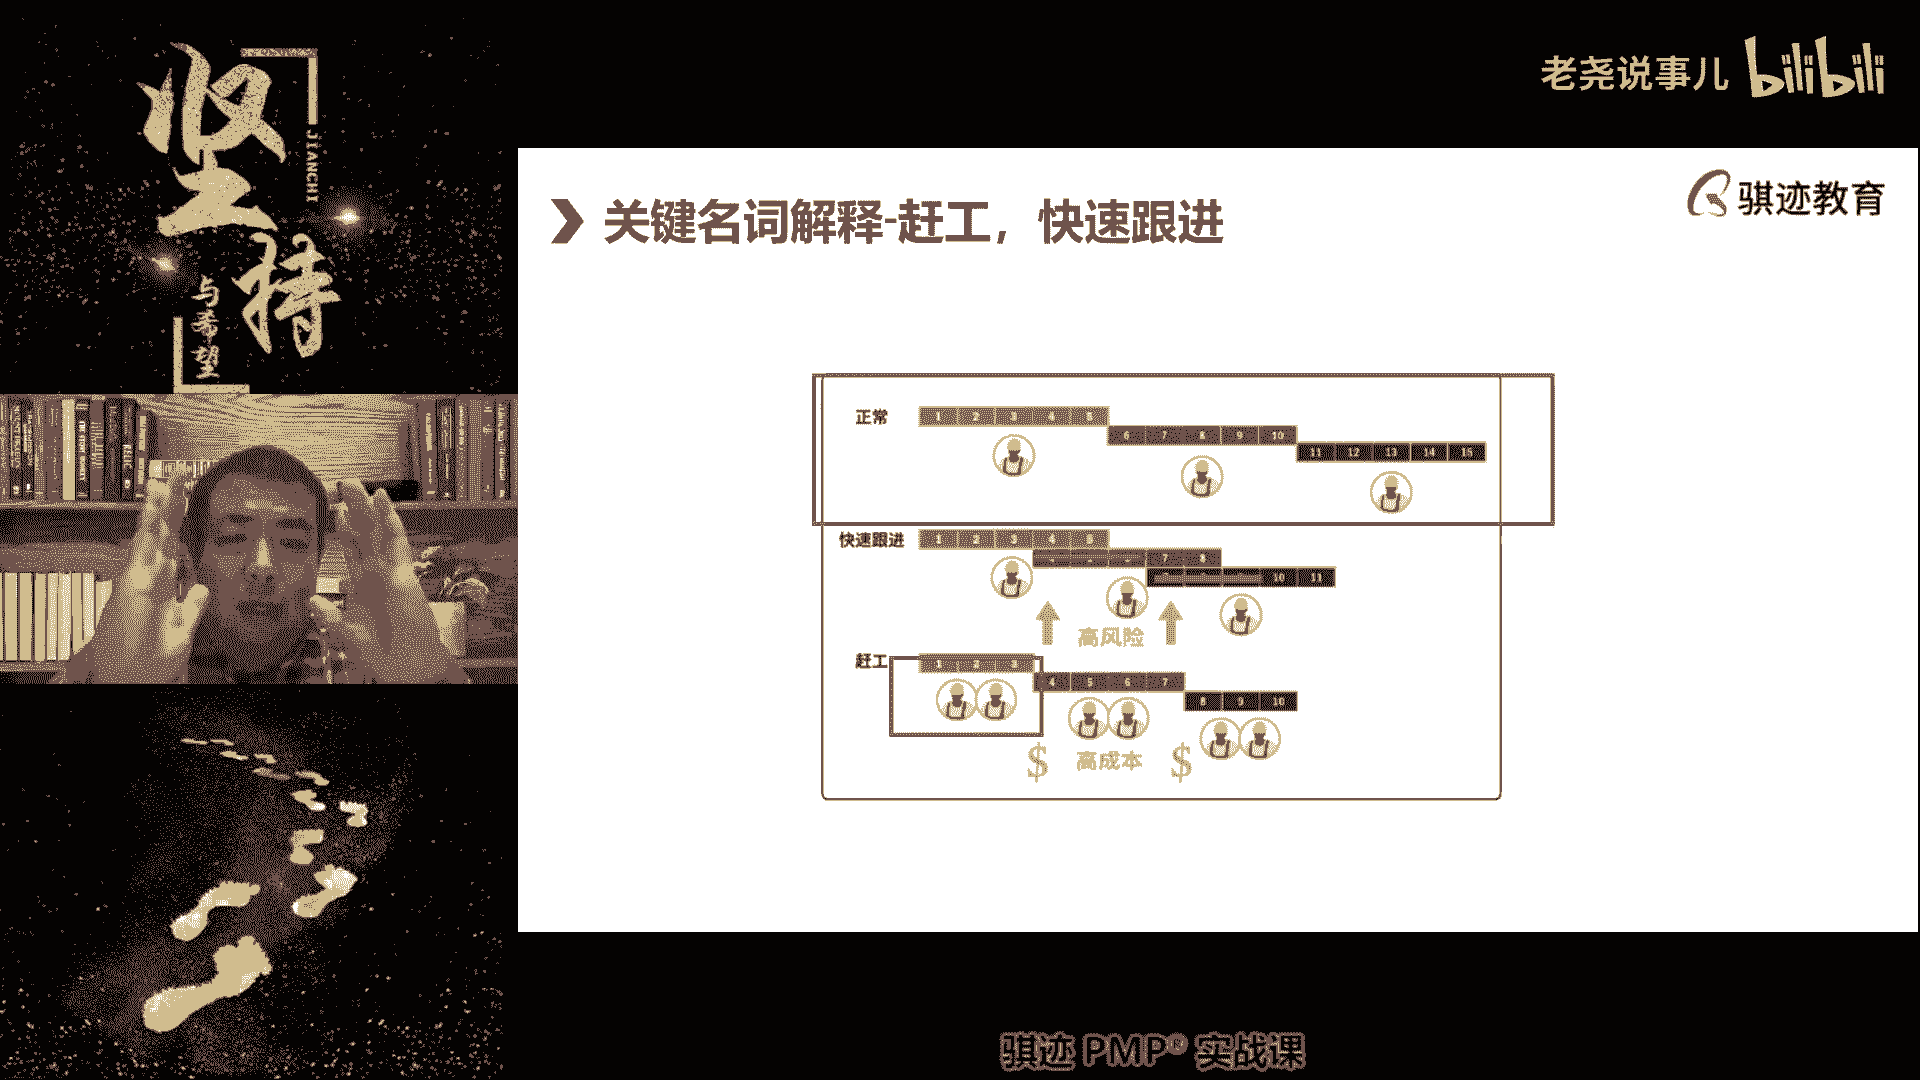 坚持
JIANCHI
与希望
老尧说事儿 bilibili
骐迹教育
关键名词解释-赶工，快速跟进
正常
1 2 3 4 5
6 7 8 9 10
11 12 13 14 15
快速跟进
1 2 3 4 5
7 8
10 11
高风险
赶工
1 2 3
4 5 6 7
8 9 10
$ 高成本 $
骐迹 PMP® 实战课